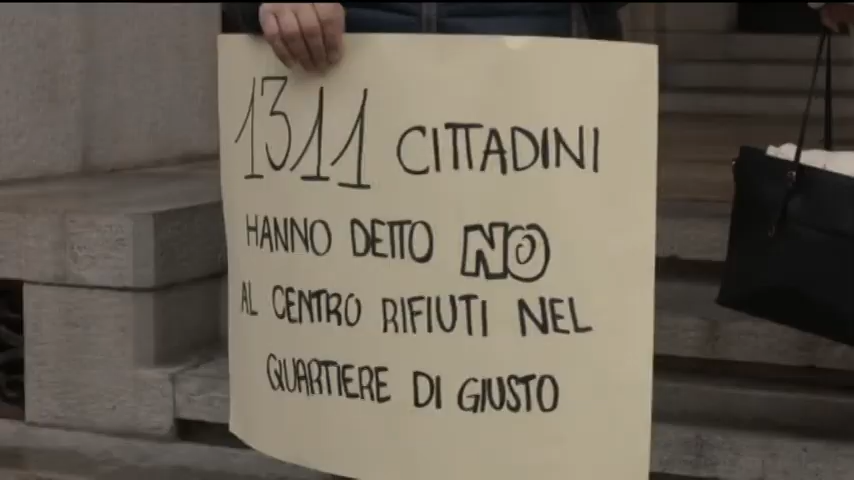 1311 CITTADINI
HANNO DETTO NO
AL CENTRO RIFIUTI NEL
QUARTIERE DI GIUSTO